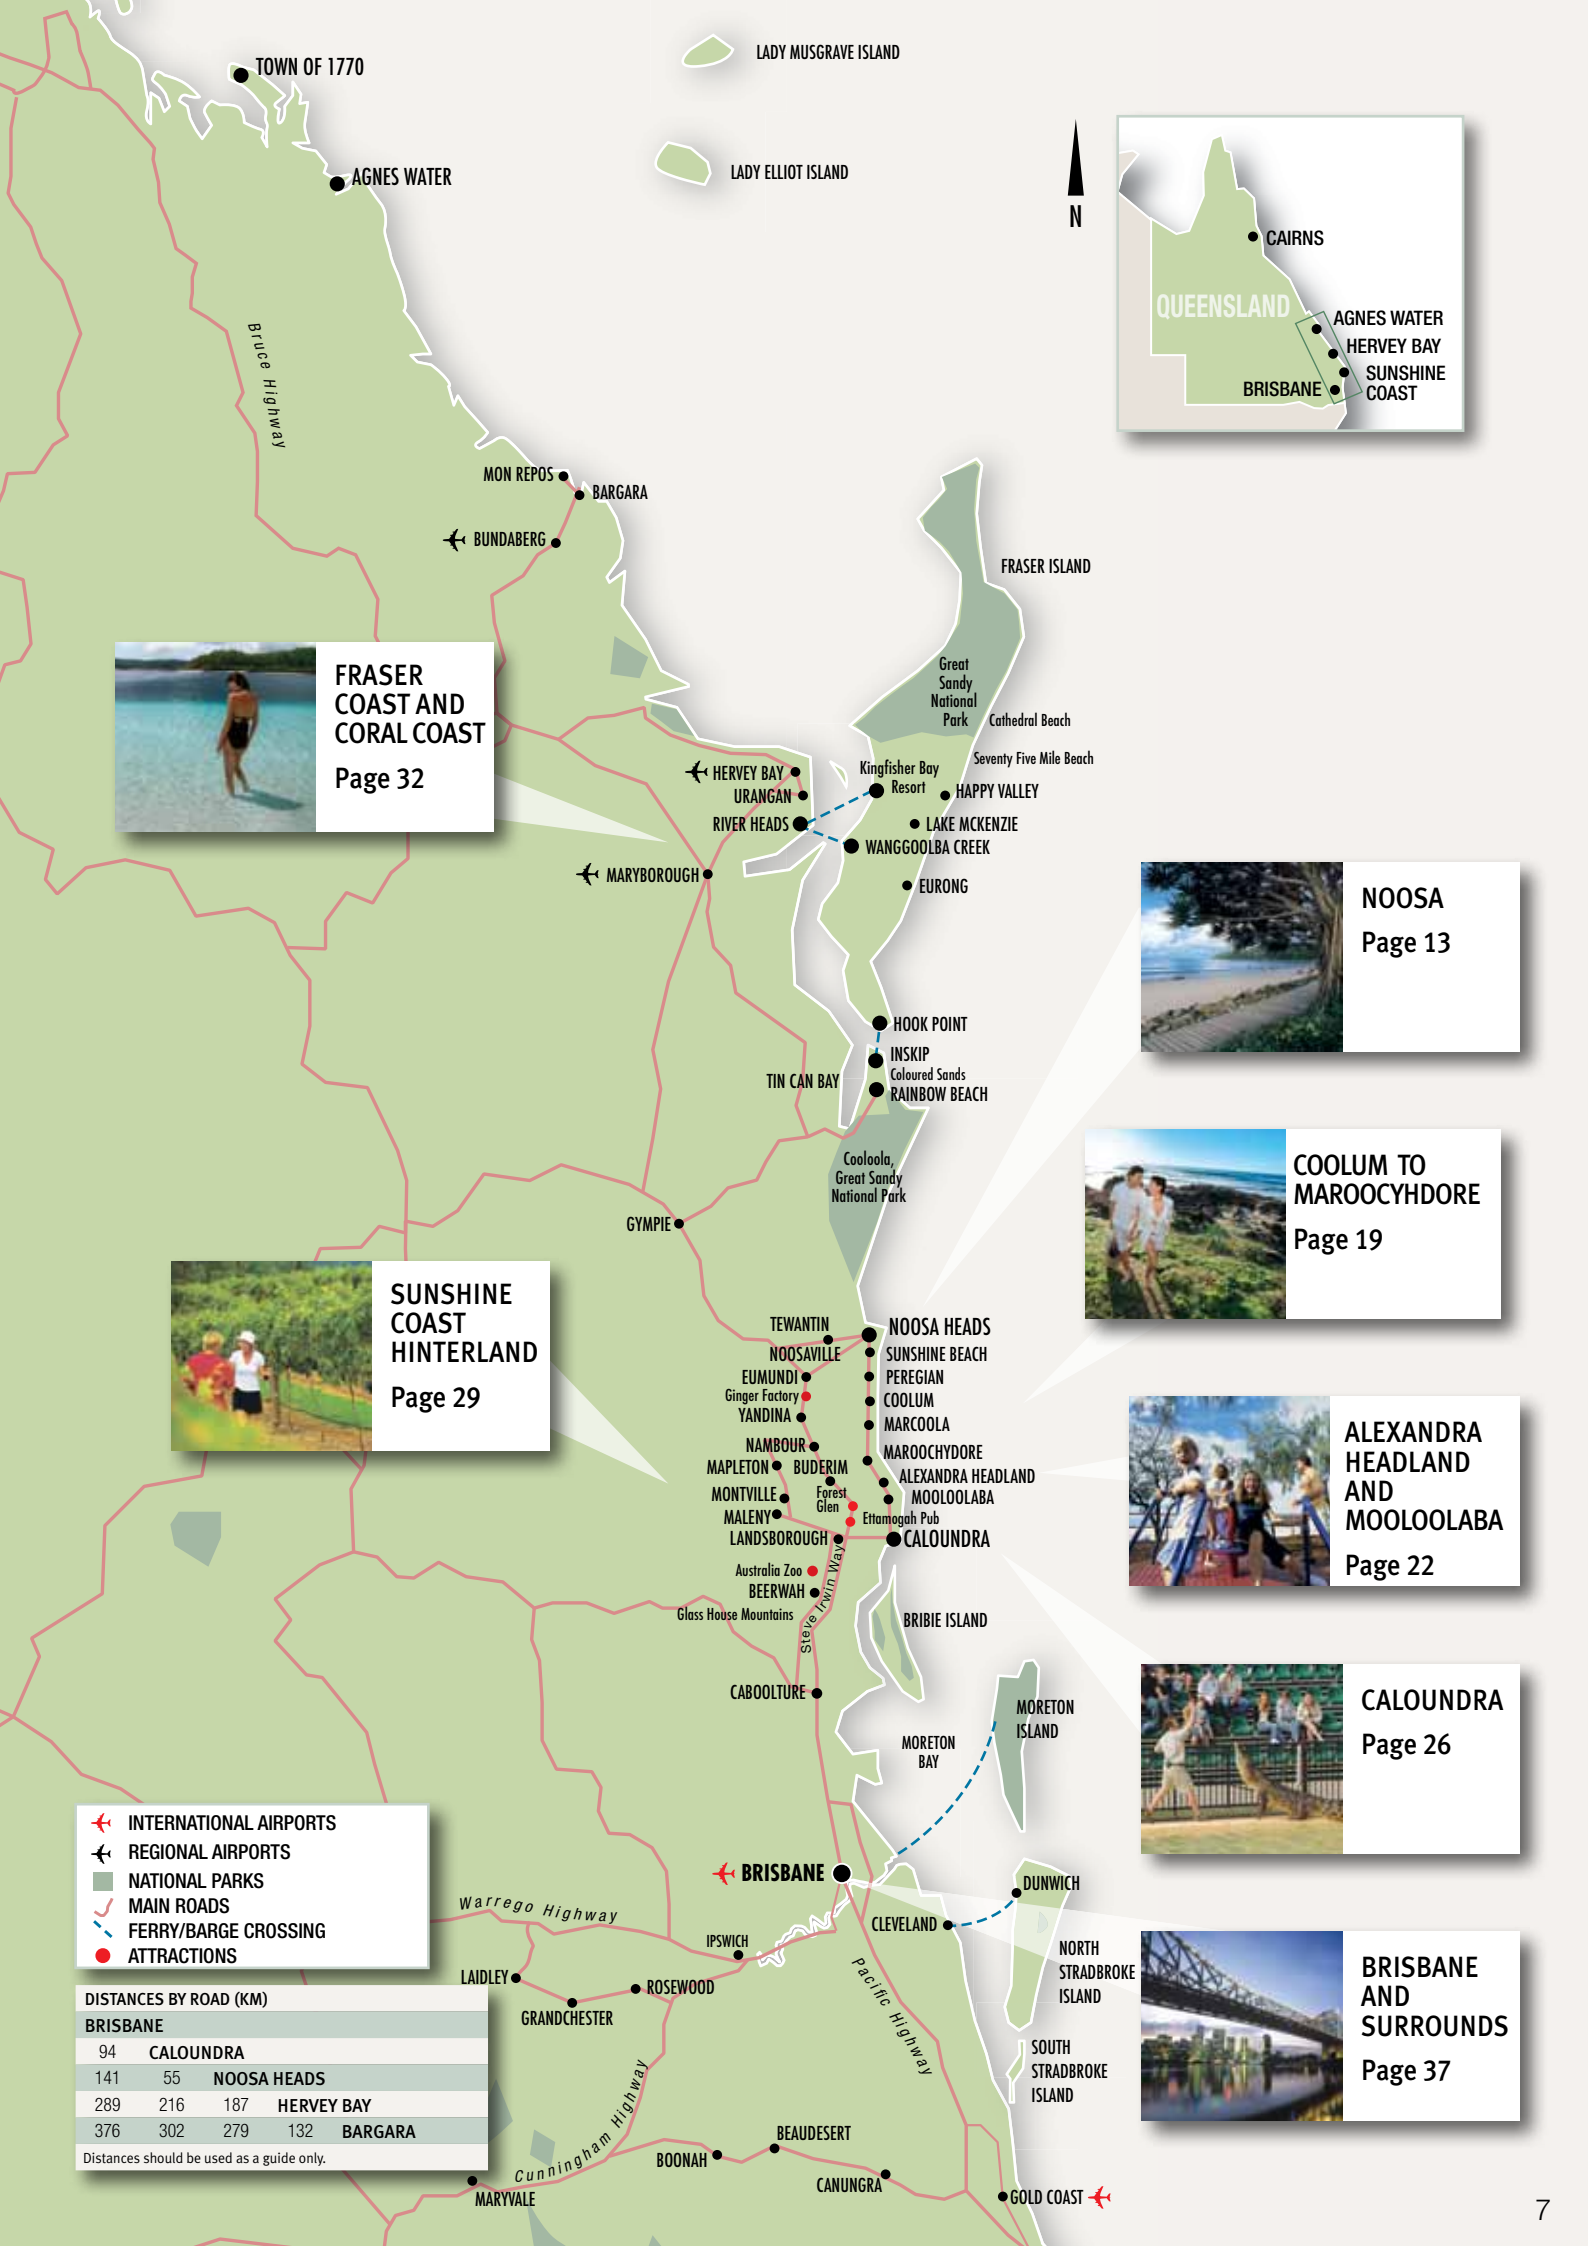 TOWN OF 1770
LADY MUSGRAVE ISLAND
AGNES WATER
LADY ELLIOT ISLAND
N
CAIRNS
QUEENSLAND
AGNES WATER
HERVEY BAY
SUNSHINE
COAST
BRISBANE
Bruce Highway
MON REPOS
BARGARA
BUNDABERG
FRASER ISLAND
FRASER
COAST AND
CORAL COAST
Page 32
Great
Sandy
National
Park
Cathedral Beach
Seventy Five Mile Beach
HERVEY BAY
Kingfisher Bay
Resort
URANGAN
HAPPY VALLEY
RIVER HEADS
LAKE MCKENZIE
WANGGOOLBA CREEK
MARYBOROUGH
EURONG
NOOSA
Page 13
HOOK POINT
INSKIP
Coloured Sands
TIN CAN BAY
RAINBOW BEACH
Cooloola,
Great Sandy
National Park
COOLUM TO
MAROOCYHDORE
Page 19
GYMPIE
SUNSHINE
COAST
HINTERLAND
Page 29
TEWANTIN
NOOSA HEADS
NOOSAVILLE
SUNSHINE BEACH
EUMUNDI
PEREGIAN
Ginger Factory
COOLUM
YANDINA
MARCOOLA
NAMBOUR
MAROOCHYDORE
MAPLETON
BUDERIM
ALEXANDRA HEADLAND
MONTVILLE
Forest
Glen
MOOLOOLABA
MALENY
Ettamogah Pub
LANDSBOROUGH
CALOUNDRA
Australia Zoo
BEERWAH
Steve Irwin Way
Glass House Mountains
BRIBIE ISLAND
ALEXANDRA
HEADLAND
AND
MOOLOOLABA
Page 22
CABOOLTURE
MORETON
ISLAND
MORETON
BAY
CALOUNDRA
Page 26
INTERNATIONAL AIRPORTS
REGIONAL AIRPORTS
NATIONAL PARKS
MAIN ROADS
FERRY/BARGE CROSSING
ATTRACTIONS
BRISBANE
DUNWICH
Warrego Highway
CLEVELAND
IPSWICH
NORTH
STRADBROKE
ISLAND
LAIDLEY
ROSEWOOD
GRANDCHESTER
Pacific Highway
SOUTH
STRADBROKE
ISLAND
BRISBANE
AND
SURROUNDS
Page 37
DISTANCES BY ROAD (KM)
BRISBANE
94 CALOUNDRA
141 55 NOOSA HEADS
289 216 187 HERVEY BAY
376 302 279 132 BARGARA
Distances should be used as a guide only.
Cunningham Highway
BEAUDESERT
BOONAH
CANUNGRA
MARYVALE
GOLD COAST
7